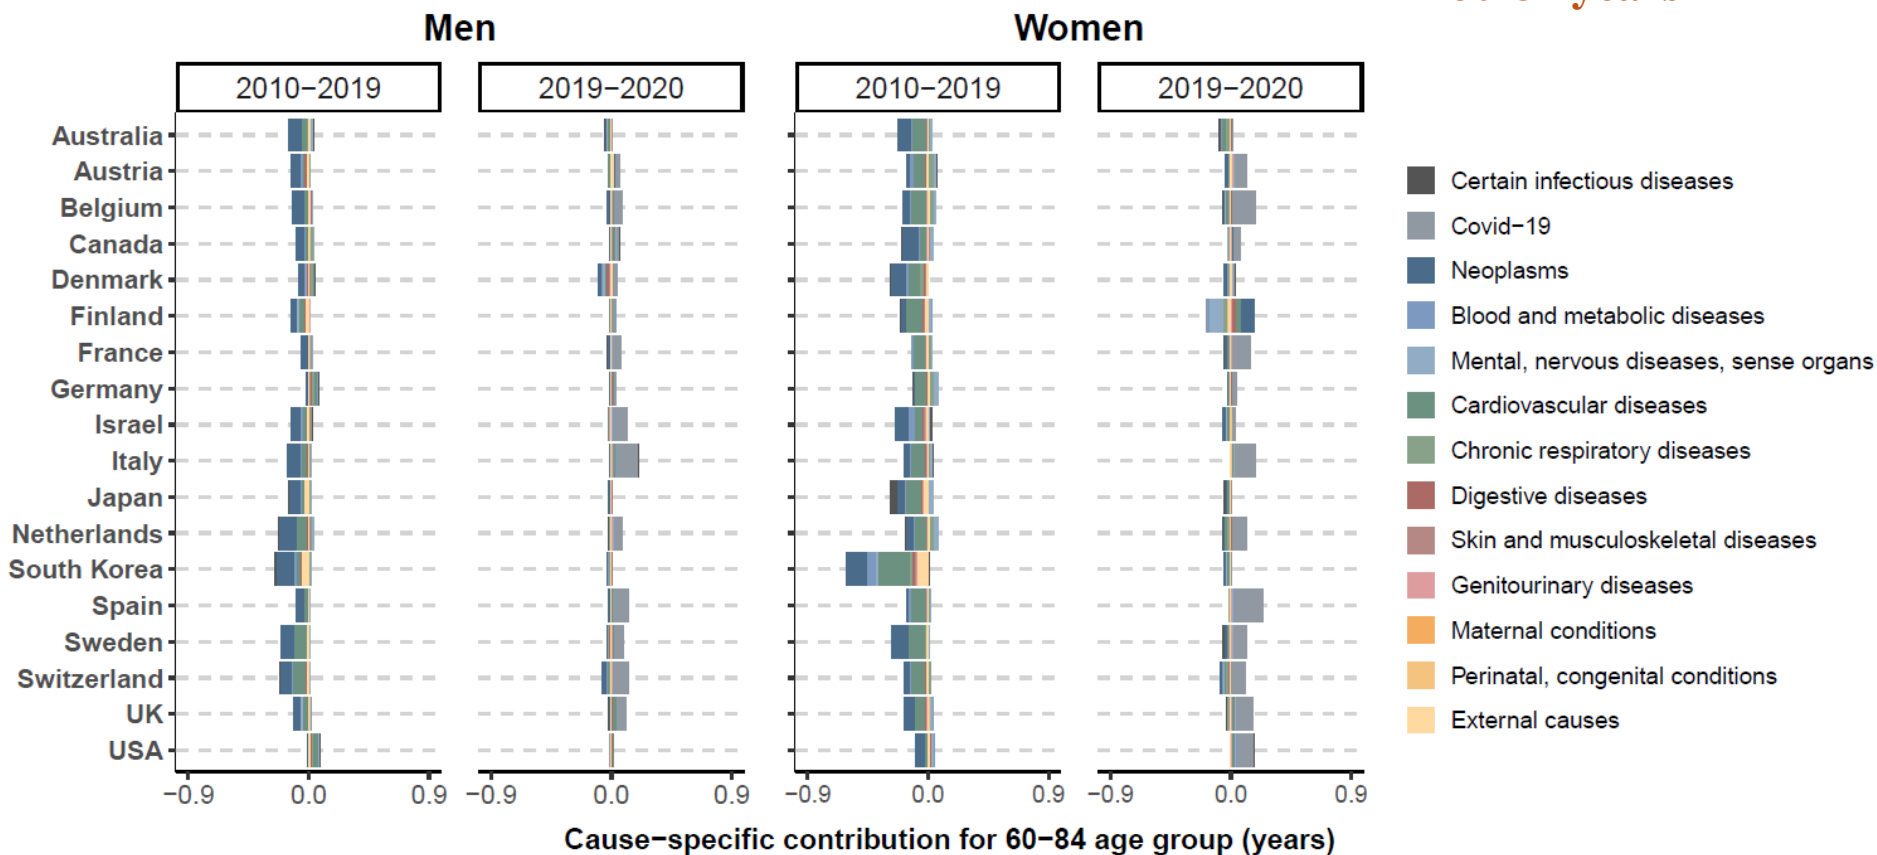 Men Women
2010−2019 2019−2020 2010−2019 2019−2020
Australia
Austria
Belgium
Canada
Denmark
Finland
France
Germany
Israel
Italy
Japan
Netherlands
South Korea
Spain
Sweden
Switzerland
UK
USA
−0.9 0.0 0.9 −0.9 0.0 0.9 −0.9 0.0 0.9 −0.9 0.0 0.9
Cause−specific contribution for 60−84 age group (years)
Certain infectious diseases
Covid−19
Neoplasms
Blood and metabolic diseases
Mental, nervous diseases, sense organs
Cardiovascular diseases
Chronic respiratory diseases
Digestive diseases
Skin and musculoskeletal diseases
Genitourinary diseases
Maternal conditions
Perinatal, congenital conditions
External causes